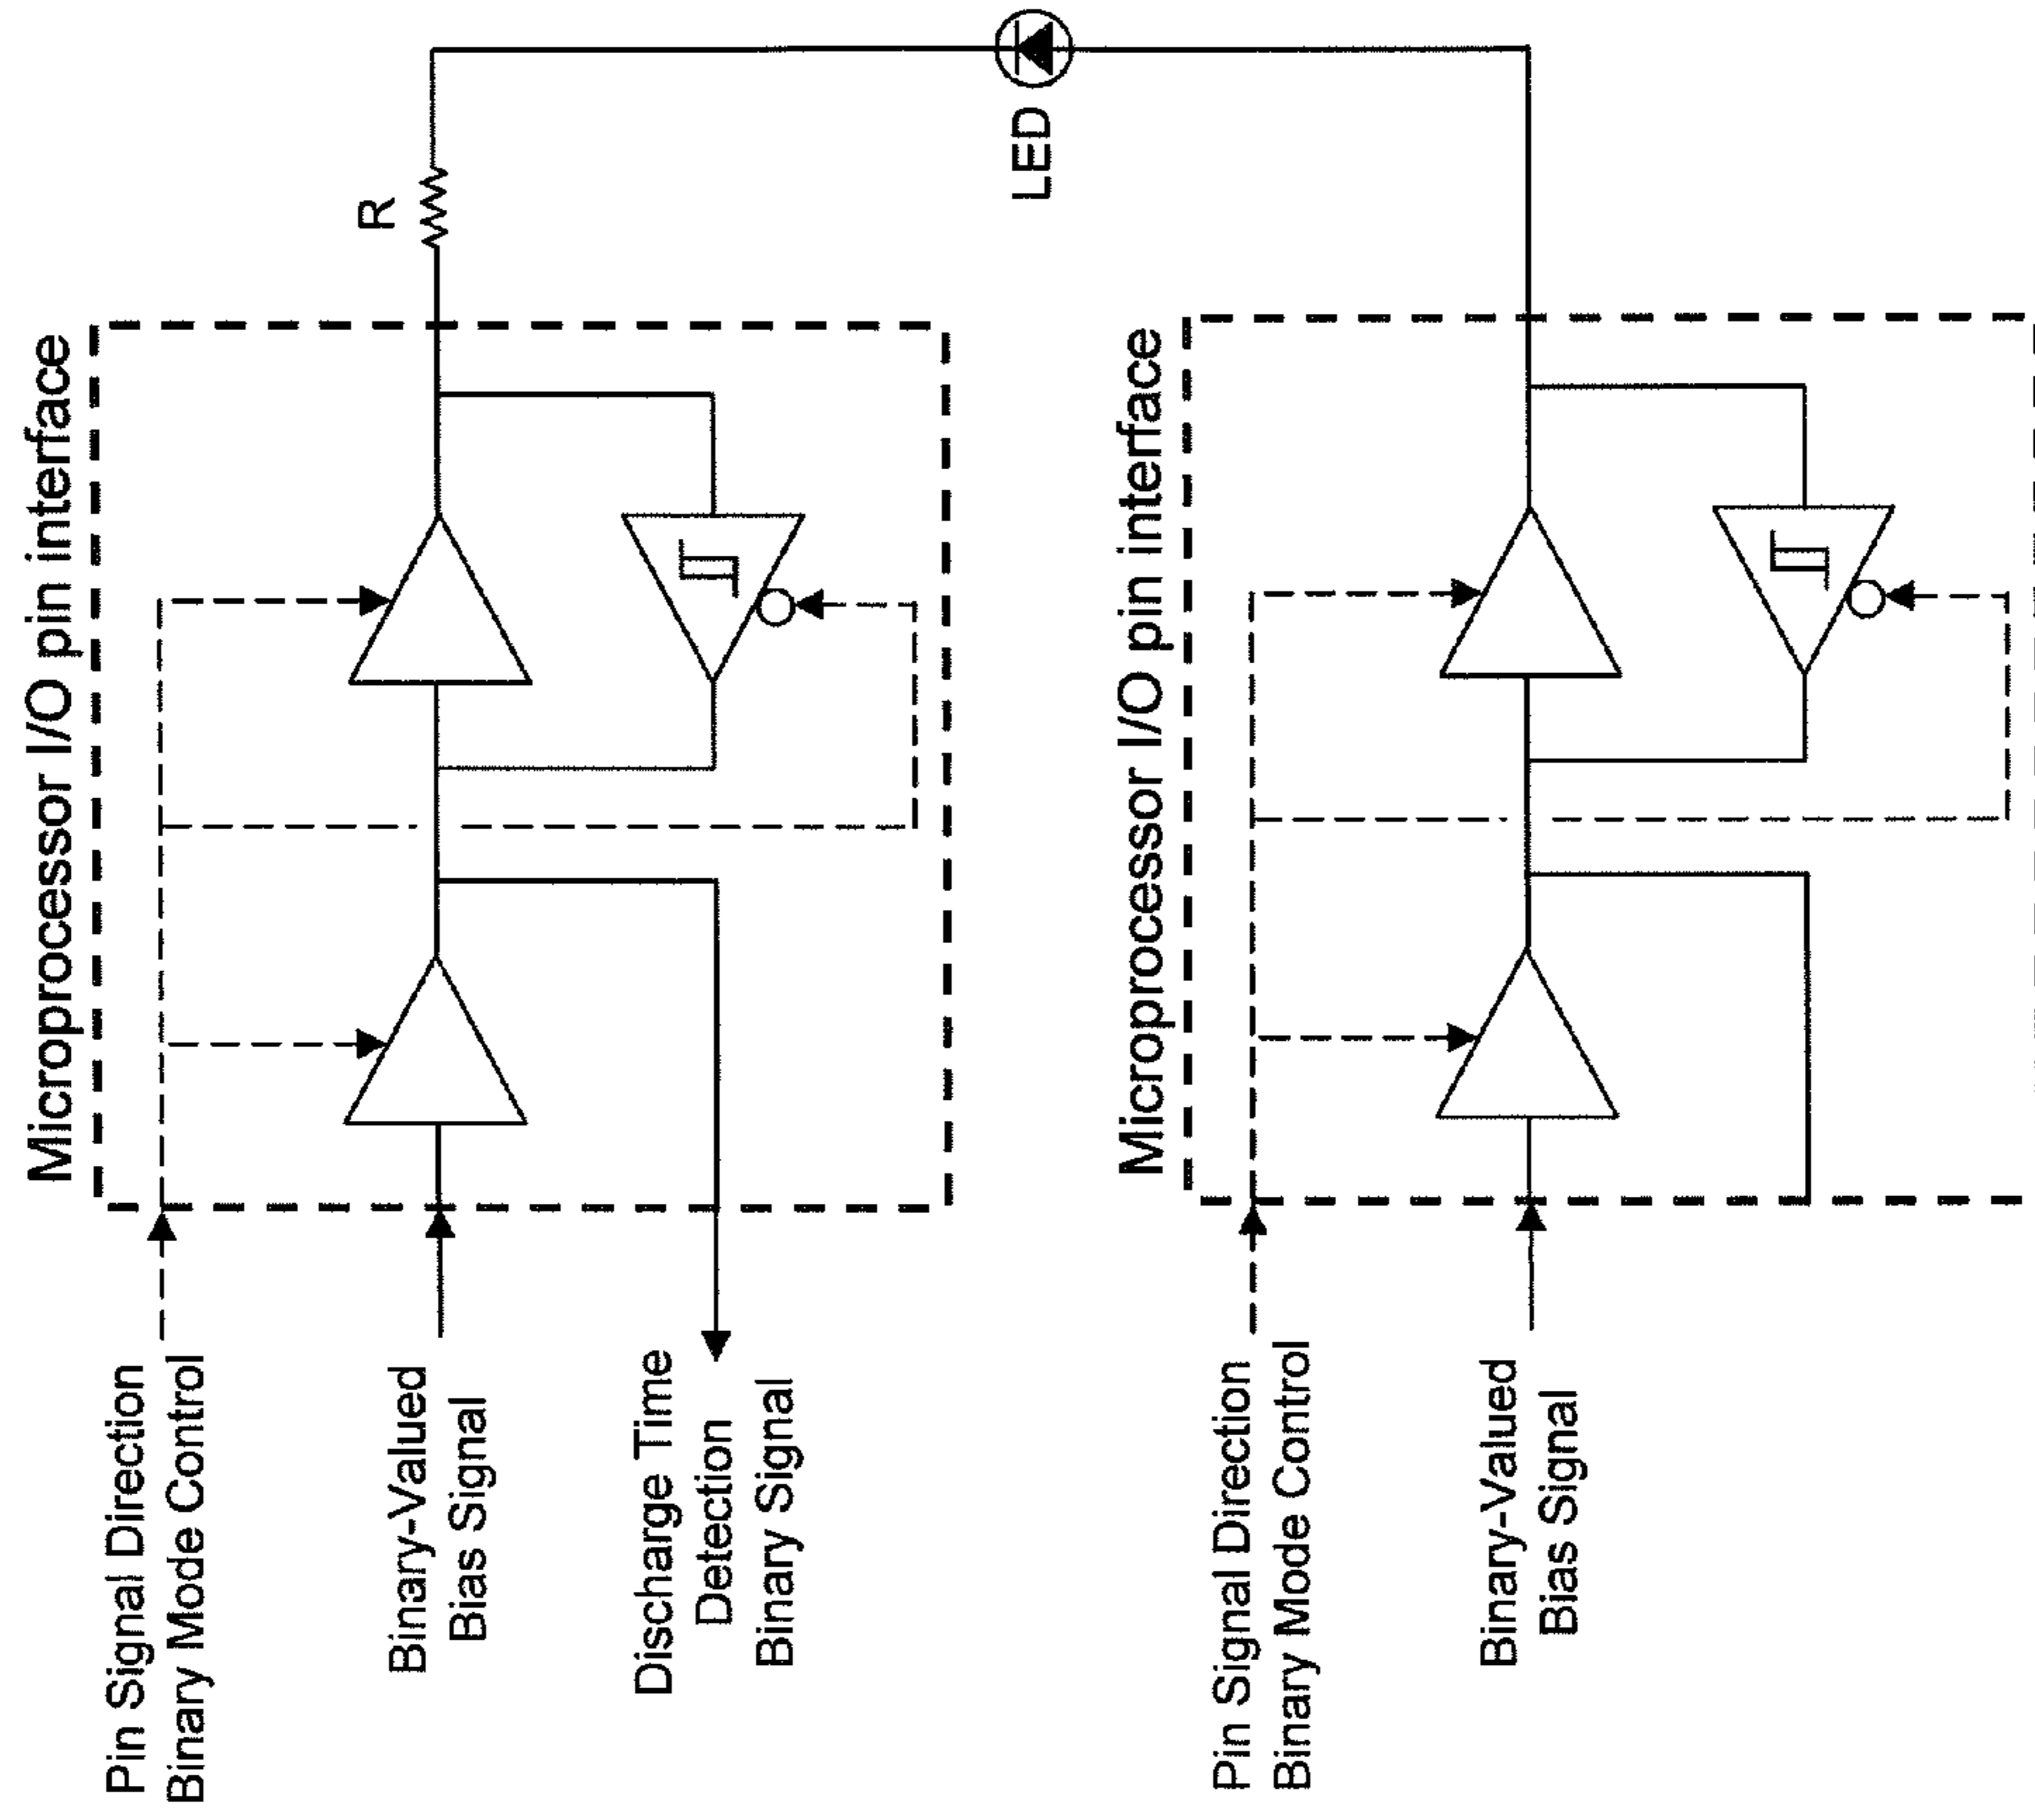 Microprocessor I/O pin interface
Pin Signal Direction
Binary Mode Control
Binary-Valued
Bias Signal
Discharge Time
Detection
Binary Signal
R
LED
Microprocessor I/O pin interface
Pin Signal Direction
Binary Mode Control
Binary-Valued
Bias Signal